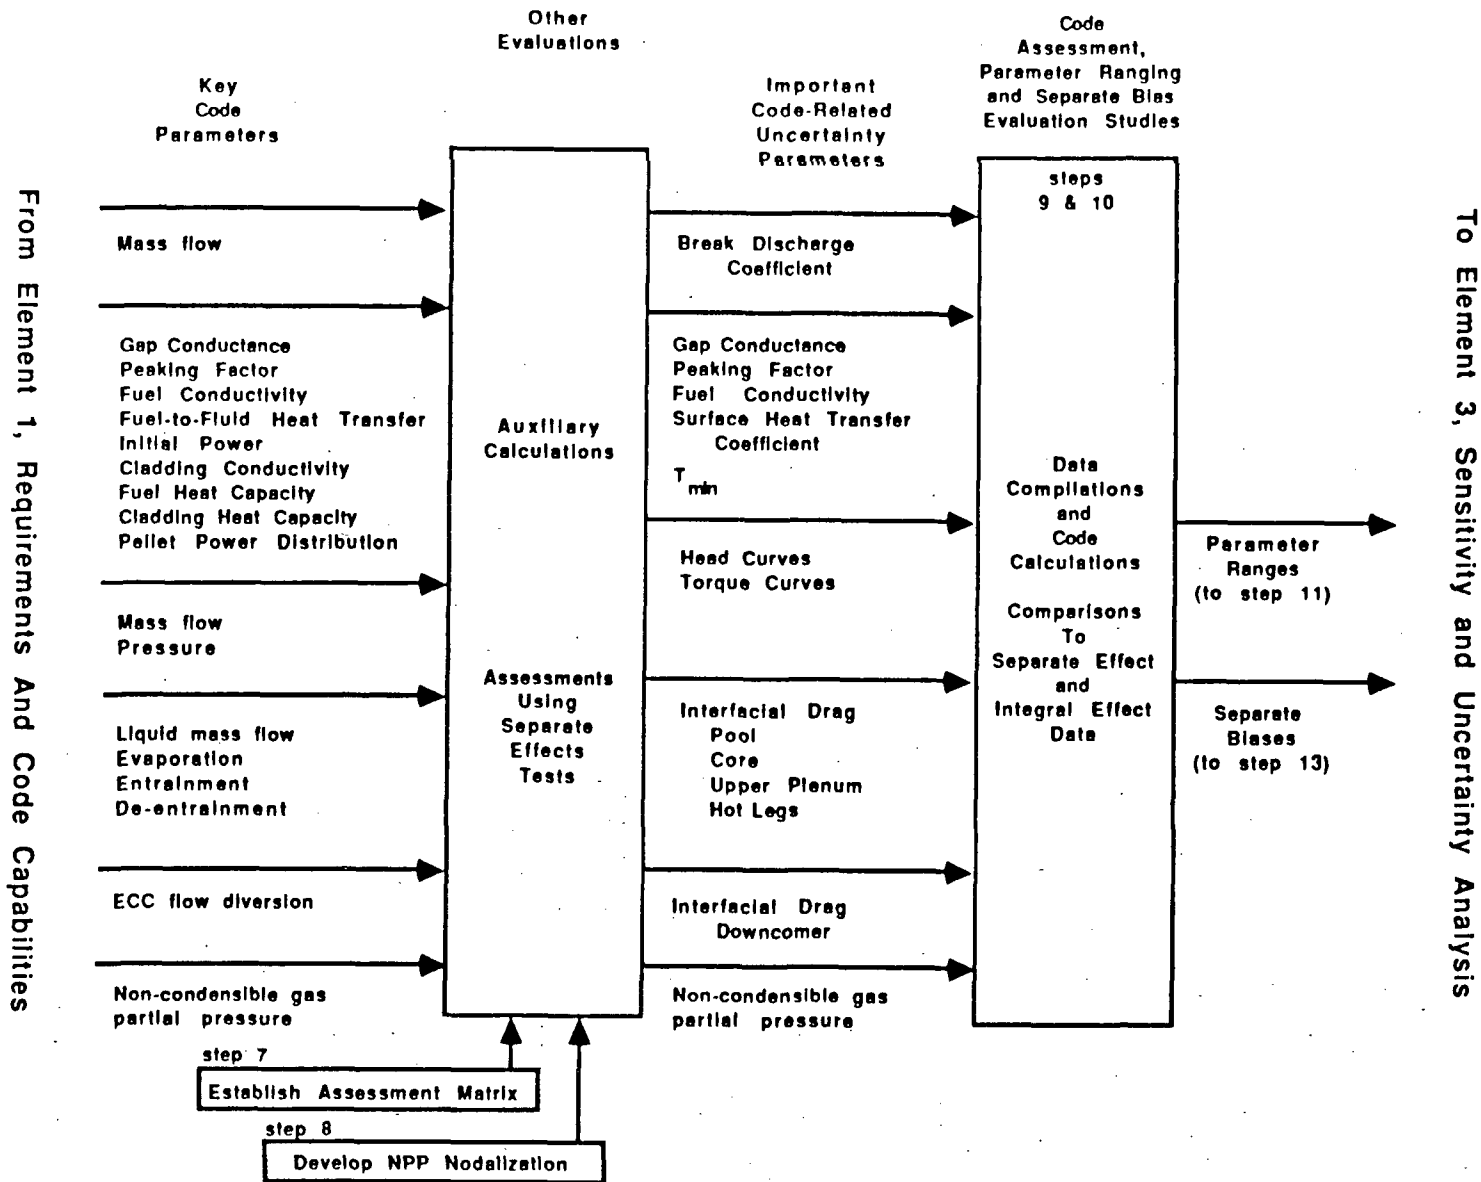 From Element 1, Requirements And Code Capabilities
Key
Code
Parameters
Mass flow
Gap Conductance
Peaking Factor
Fuel Conductivity
Fuel-to-Fluid Heat Transfer
Initial Power
Cladding Conductivity
Fuel Heat Capacity
Cladding Heat Capacity
Pellet Power Distribution
Mass flow
Pressure
Liquid mass flow
Evaporation
Entrainment
De-entrainment
ECC flow diversion
Non-condensible gas
partial pressure
Other
Evaluations
Auxiliary
Calculations
Assessments
Using
Separate
Effects
Tests
step 7
Establish Assessment Matrix
step 8
Develop NPP Nodalization
Important
Code-Related
Uncertainty
Parameters
Break Discharge
Coefficient
Gap Conductance
Peaking Factor
Fuel Conductivity
Surface Heat Transfer
Coefficient
Tmin
Head Curves
Torque Curves
Interfacial Drag
Pool
Core
Upper Plenum
Hot Legs
Interfacial Drag
Downcomer
Non-condensible gas
partial pressure
Code
Assessment,
Parameter Ranging
and Separate Bias
Evaluation Studies
steps
9 & 10
Data
Compilations
and
Code
Calculations
Comparisons
To
Separate Effect
and
Integral Effect
Data
Parameter
Ranges
(to step 11)
Separate
Biases
(to step 13)
To Element 3, Sensitivity and Uncertainty Analysis